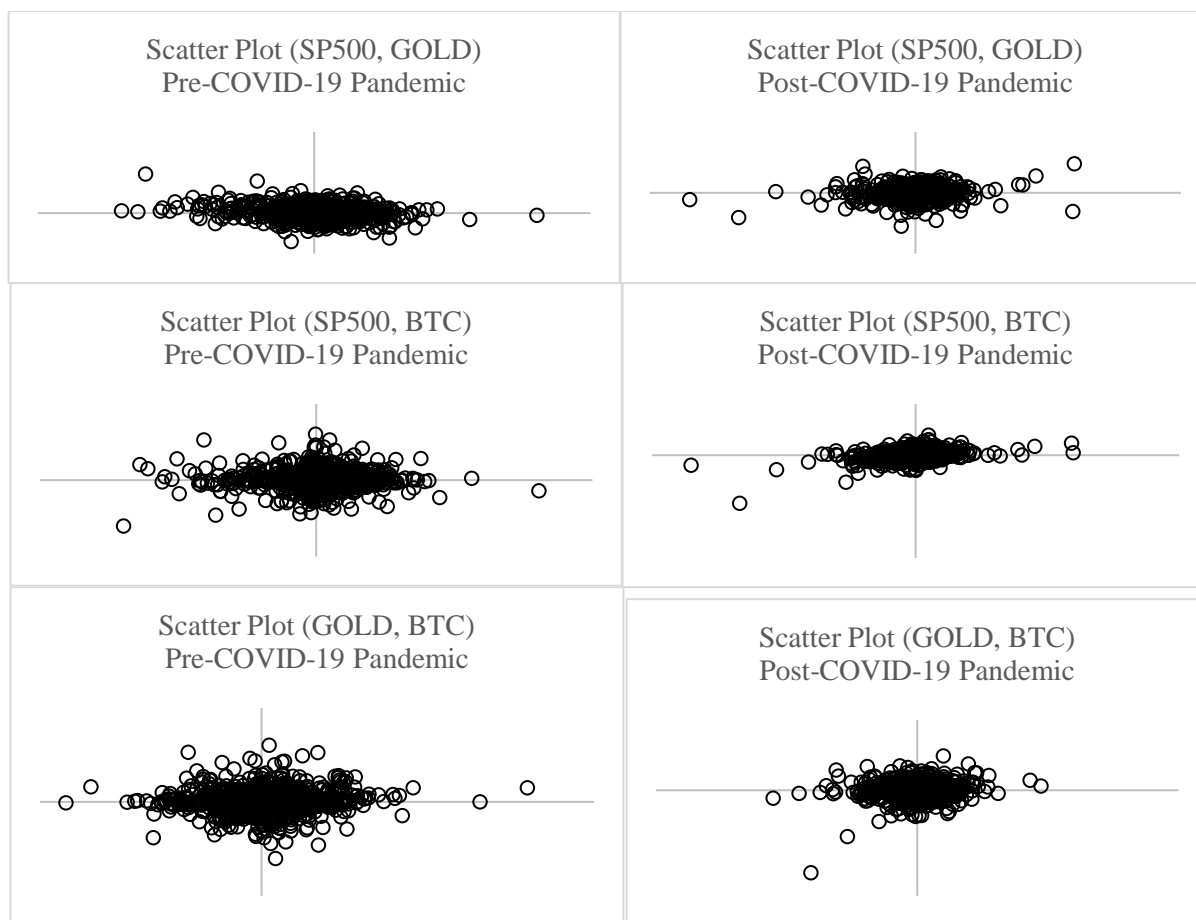 Scatter Plot (SP500, GOLD)
Pre-COVID-19 Pandemic
Scatter Plot (SP500, GOLD)
Post-COVID-19 Pandemic
Scatter Plot (SP500, BTC)
Pre-COVID-19 Pandemic
Scatter Plot (SP500, BTC)
Post-COVID-19 Pandemic
Scatter Plot (GOLD, BTC)
Pre-COVID-19 Pandemic
Scatter Plot (GOLD, BTC)
Post-COVID-19 Pandemic